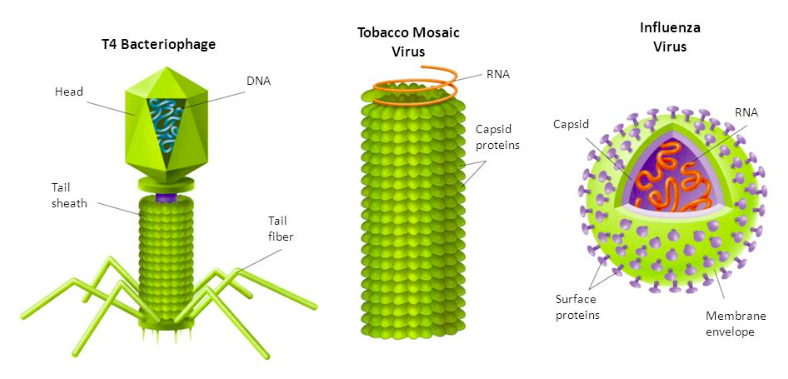 T4 Bacteriophage
Head
DNA
Tail
sheath
Tail
fiber
Tobacco Mosaic
Virus
RNA
Capsid
proteins
Influenza
Virus
Capsid
RNA
Surface
proteins
Membrane
envelope